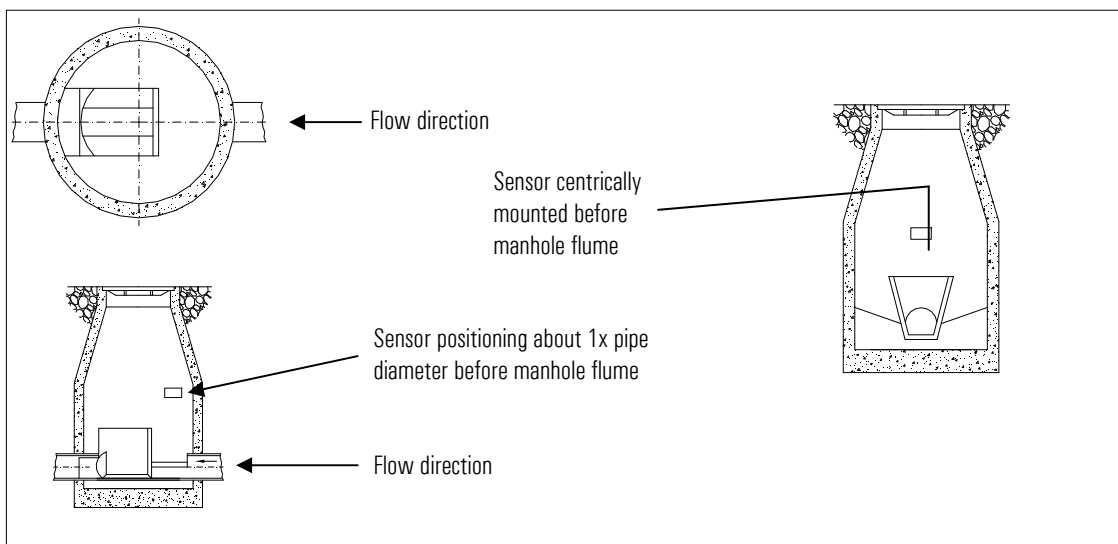 Flow direction
Sensor centrically
mounted before
manhole flume
Sensor positioning about 1x pipe
diameter before manhole flume
Flow direction